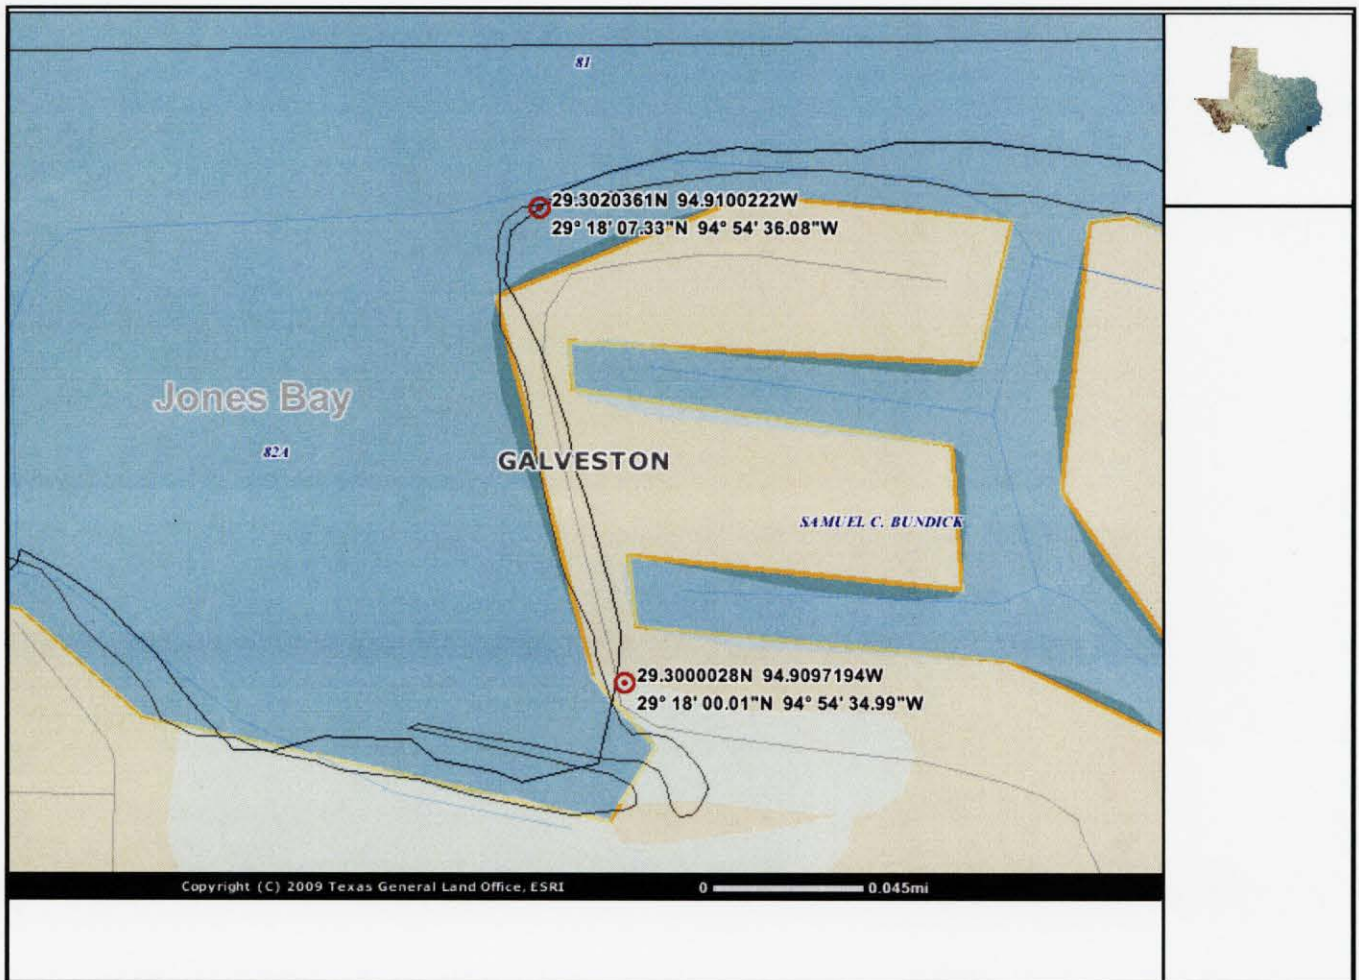 81
29.3020361N 94.9100222W
29° 18' 07.33"N 94° 54' 36.08"W
Jones Bay
82A
GALVESTON
SAMUEL C. BUNDICK
29.3000028N 94.9097194W
29° 18' 00.01"N 94° 54' 34.99"W
Copyright (C) 2009 Texas General Land Office, ESRI
0 0.045mi